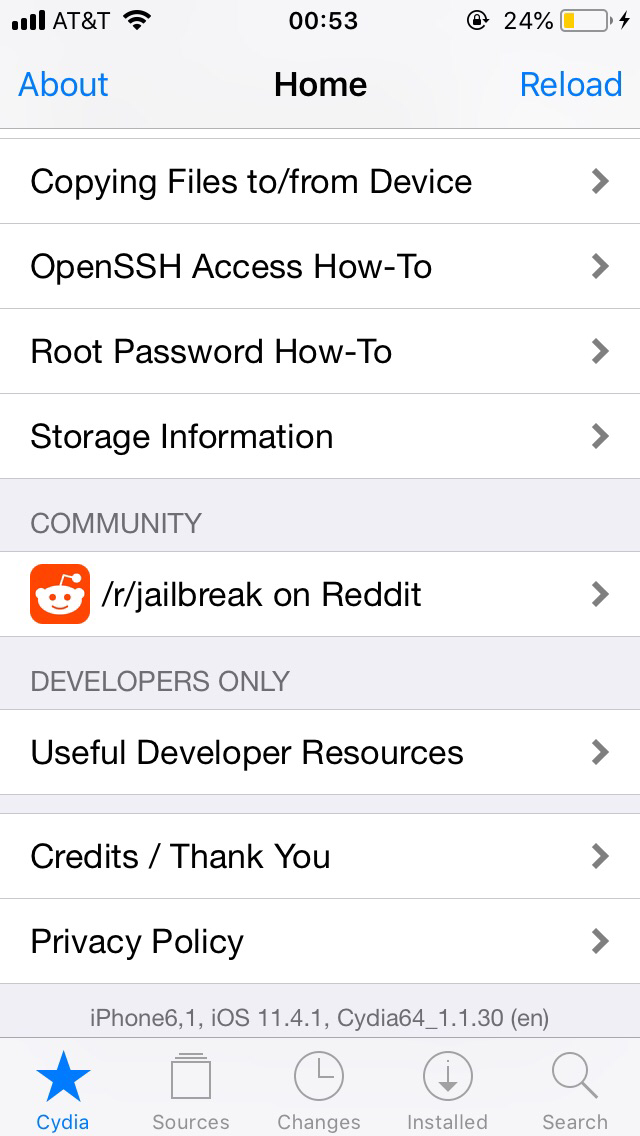 AT&T 00:53 24%
About Home Reload
Copying Files to/from Device
OpenSSH Access How-To
Root Password How-To
Storage Information
COMMUNITY
/r/jailbreak on Reddit
DEVELOPERS ONLY
Useful Developer Resources
Credits / Thank You
Privacy Policy
iPhone6,1, iOS 11.4.1, Cydia64_1.1.30 (en)
Cydia Sources Changes Installed Search